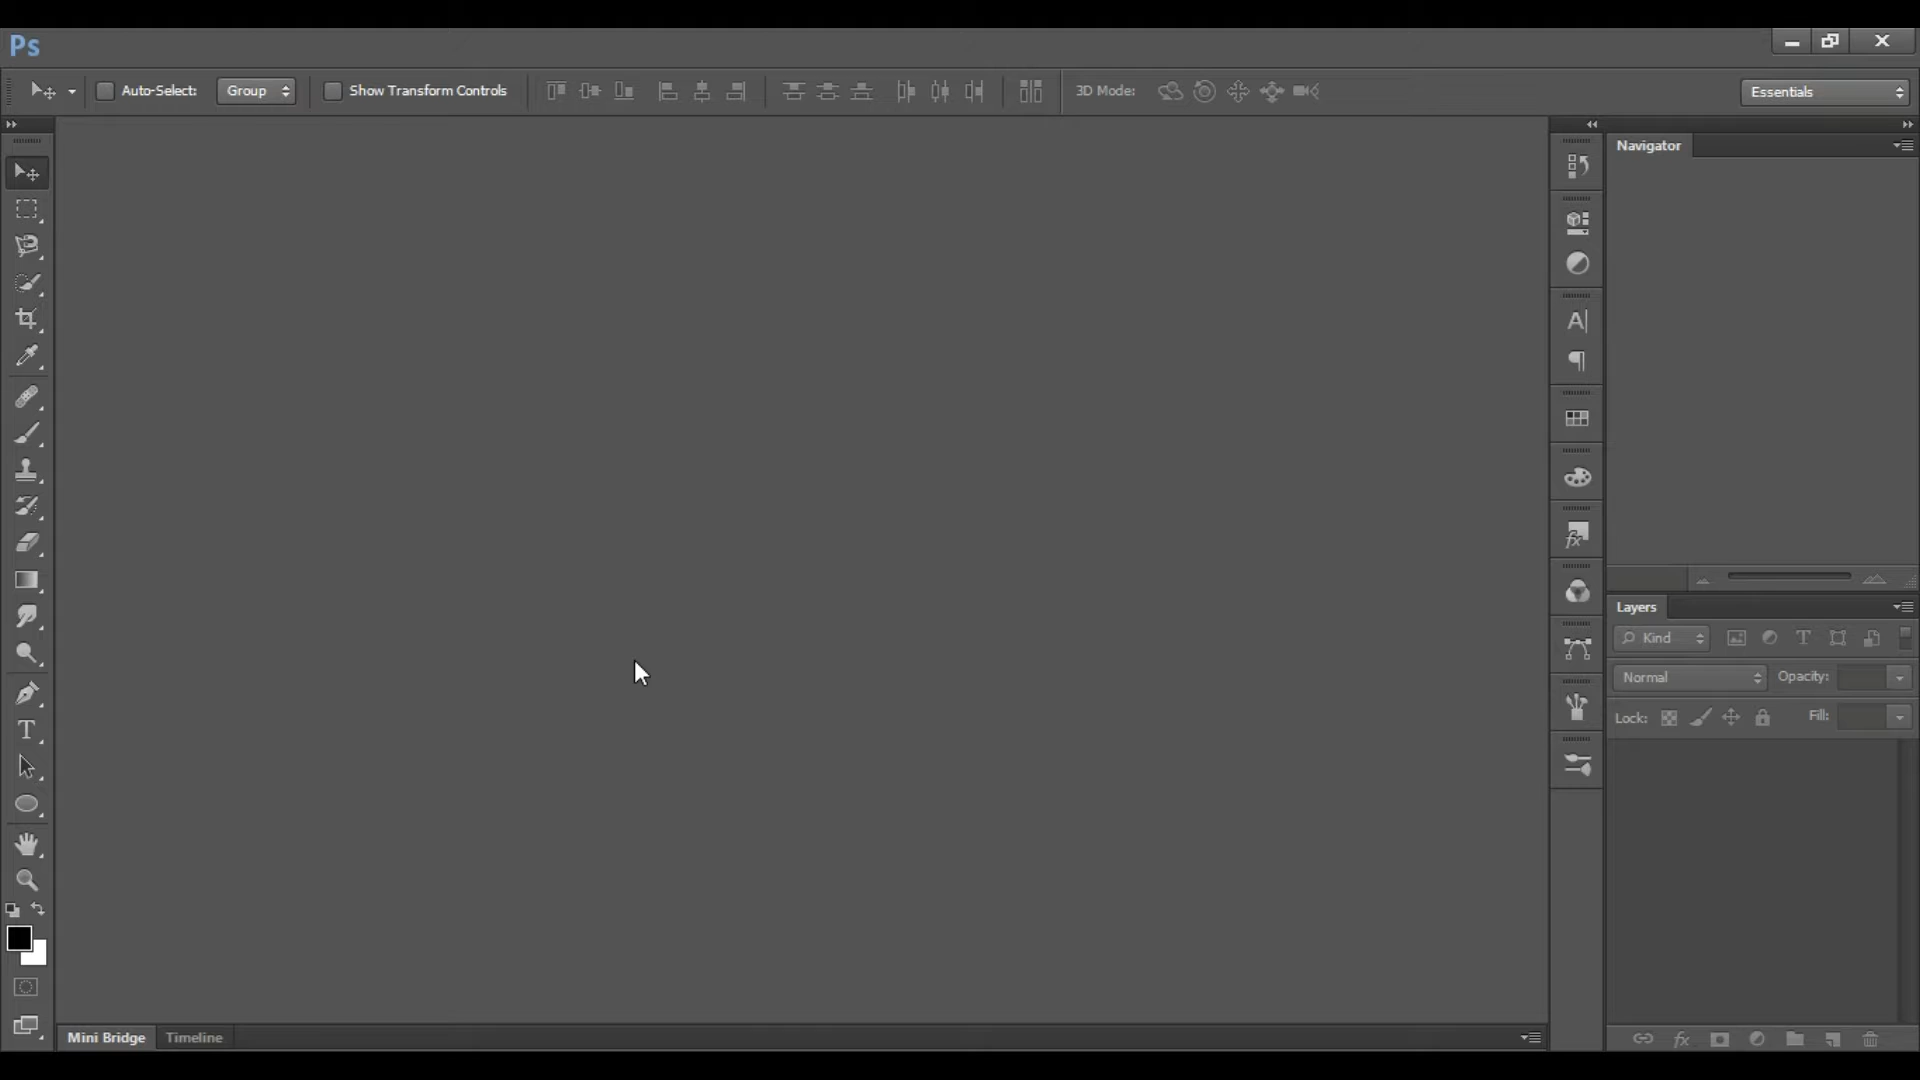 Ps
Auto-Select: Group Show Transform Controls 3D Mode: Essentials
Navigator
Layers
Kind
Normal Opacity:
Lock: Fill:
Mini Bridge Timeline